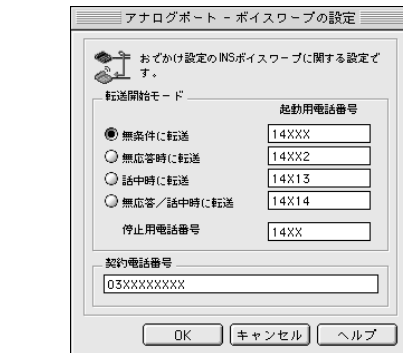 アナログポート - ボイスワープの設定
おでかけ設定のINSボイスワープに関する設定で
す。
転送開始モード
起動用電話番号
無条件に転送 14XXX
無応答時に転送 14XX2
話中時に転送 14X13
無応答／話中時に転送 14X14
停止用電話番号 14XX
契約電話番号
03XXXXXXXX
OK キャンセル ヘルプ